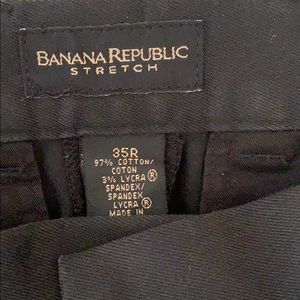 BANANA REPUBLIC
STRETCH
35R
97% COTTON/
COTON
3% LYCRA®
SPANDEX/
SPANDEX
LYCRA®
MADE IN